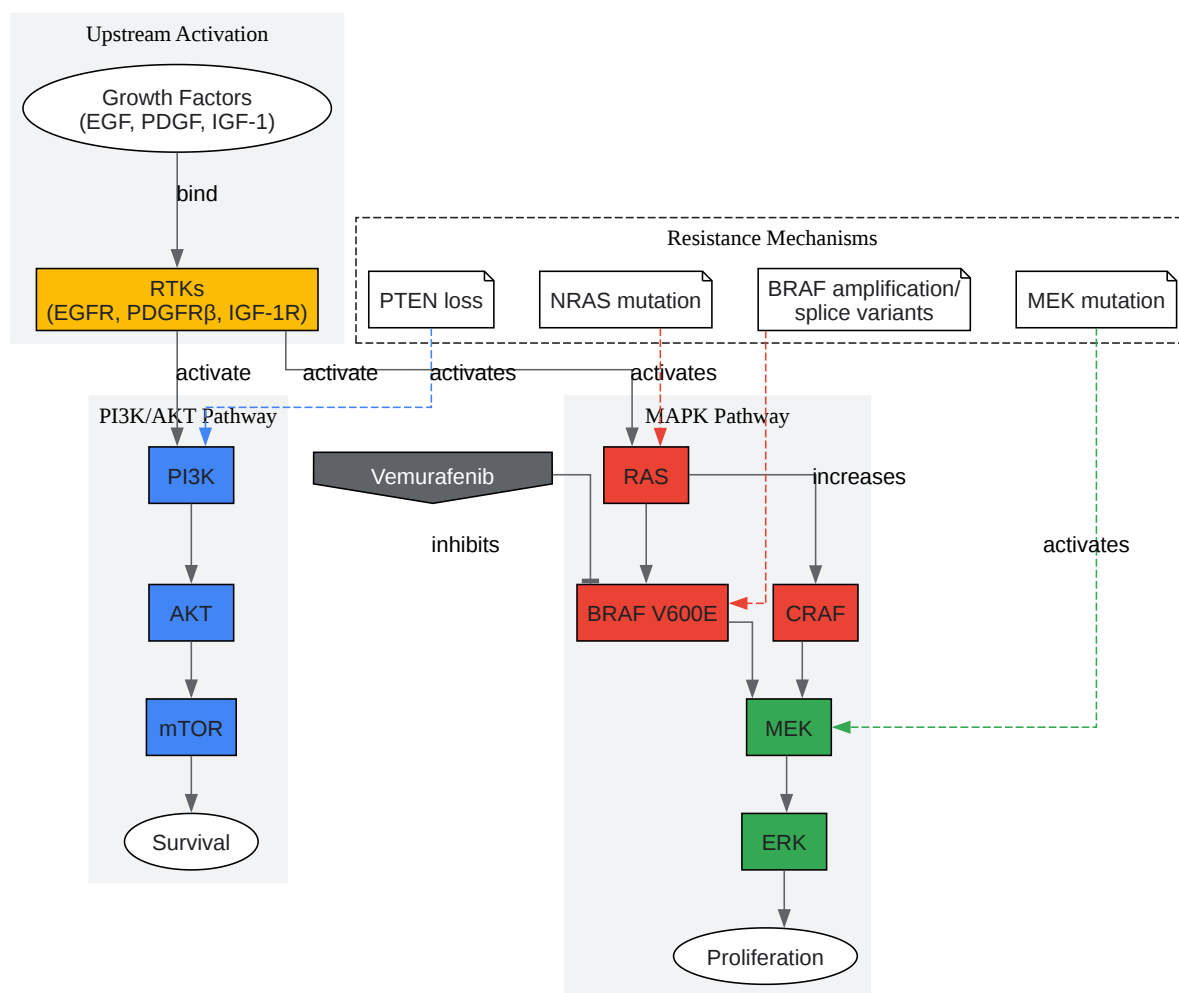 Upstream Activation
Growth Factors
(EGF, PDGF, IGF-1)
bind
Resistance Mechanisms
RTKs
(EGFR, PDGFRβ, IGF-1R)
PTEN loss
NRAS mutation
BRAF amplification/
splice variants
MEK mutation
activate
activate
activates
activates
PI3K/AKT Pathway
MAPK Pathway
PI3K
Vemurafenib
RAS
increases
inhibits
activates
AKT
BRAF V600E
CRAF
mTOR
MEK
Survival
ERK
Proliferation